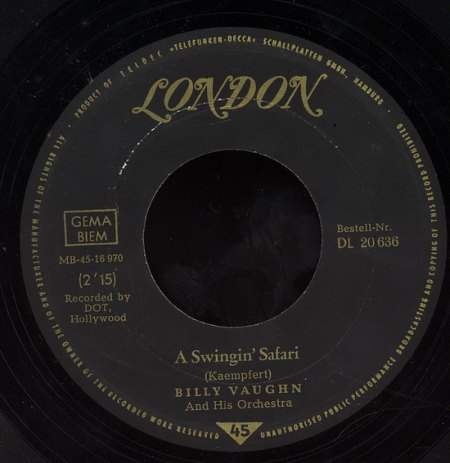 PRODUCT OF TELDEC »TELEFUNKEN-DECCA« SCHALLPLATTEN GMBH, HAMBURG
LONDON
GEMA
BIEM
MB-45-16 970
(2'15)
Recorded by
DOT,
Hollywood
Bestell-Nr.
DL 20 636
A Swingin' Safari
(Kaempfert)
BILLY VAUGHN
And His Orchestra
45
ALL RIGHTS OF THE MANUFACTURER AND OF THE OWNER OF THE RECORDED WORK RESERVED
UNAUTHORISED PUBLIC PERFORMANCE BROADCASTING AND COPYING OF THIS RECORD PROHIBITED